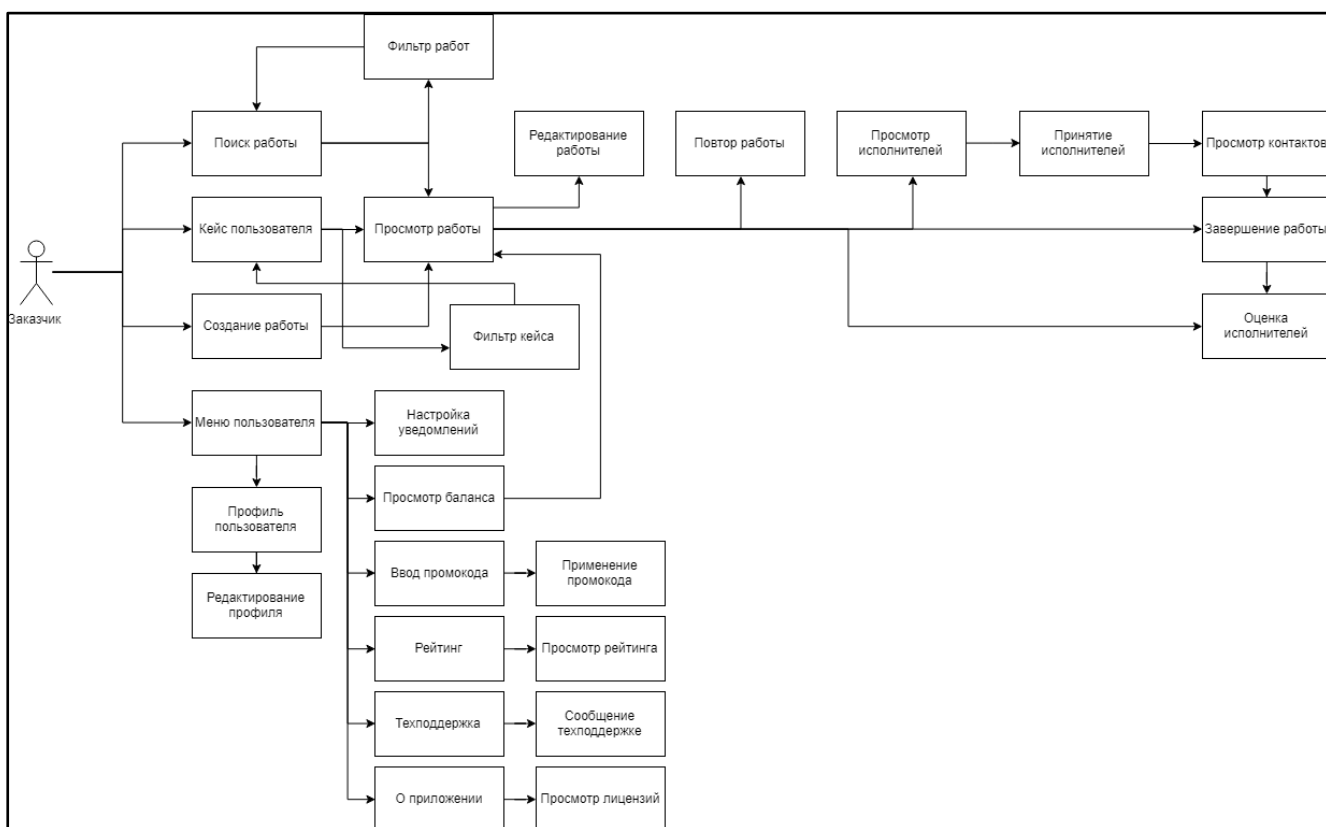 Фильтр работ
Поиск работы
Редактирование
работы
Повтор работы
Просмотр
исполнителей
Принятие
исполнителей
Просмотр контактов
Кейс пользователя
Просмотр работы
Завершение работы
Заказчик
Создание работы
Фильтр кейса
Оценка
исполнителей
Меню пользователя
Настройка
уведомлений
Просмотр баланса
Профиль
пользователя
Ввод промокода
Применение
промокода
Редактирование
профиля
Рейтинг
Просмотр рейтинга
Техподдержка
Сообщение
техподдержке
О приложении
Просмотр лицензий